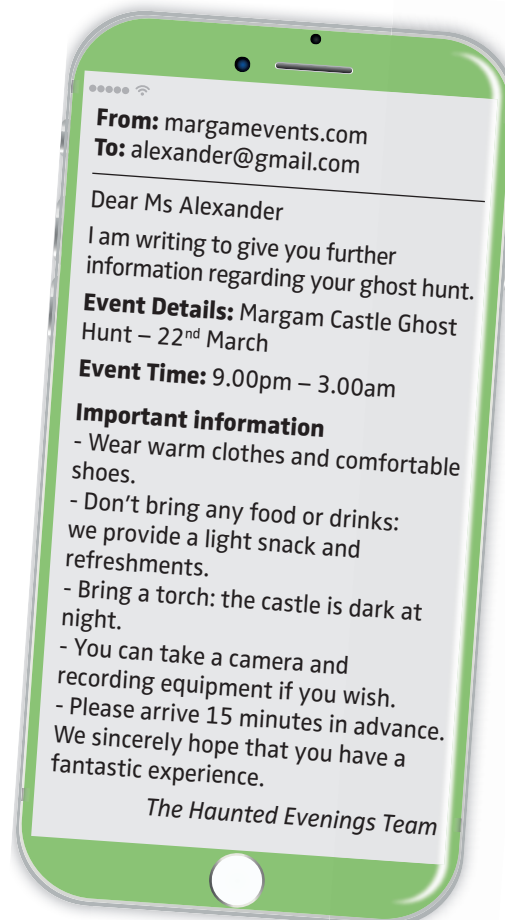 From: margamevents.com
To: alexander@gmail.com
Dear Ms Alexander
I am writing to give you further
information regarding your ghost hunt.
Event Details: Margam Castle Ghost
Hunt – 22nd March
Event Time: 9.00pm – 3.00am
Important information
- Wear warm clothes and comfortable
shoes.
- Don't bring any food or drinks:
we provide a light snack and
refreshments.
- Bring a torch: the castle is dark at
night.
- You can take a camera and
recording equipment if you wish.
- Please arrive 15 minutes in advance.
We sincerely hope that you have a
fantastic experience.
The Haunted Evenings Team